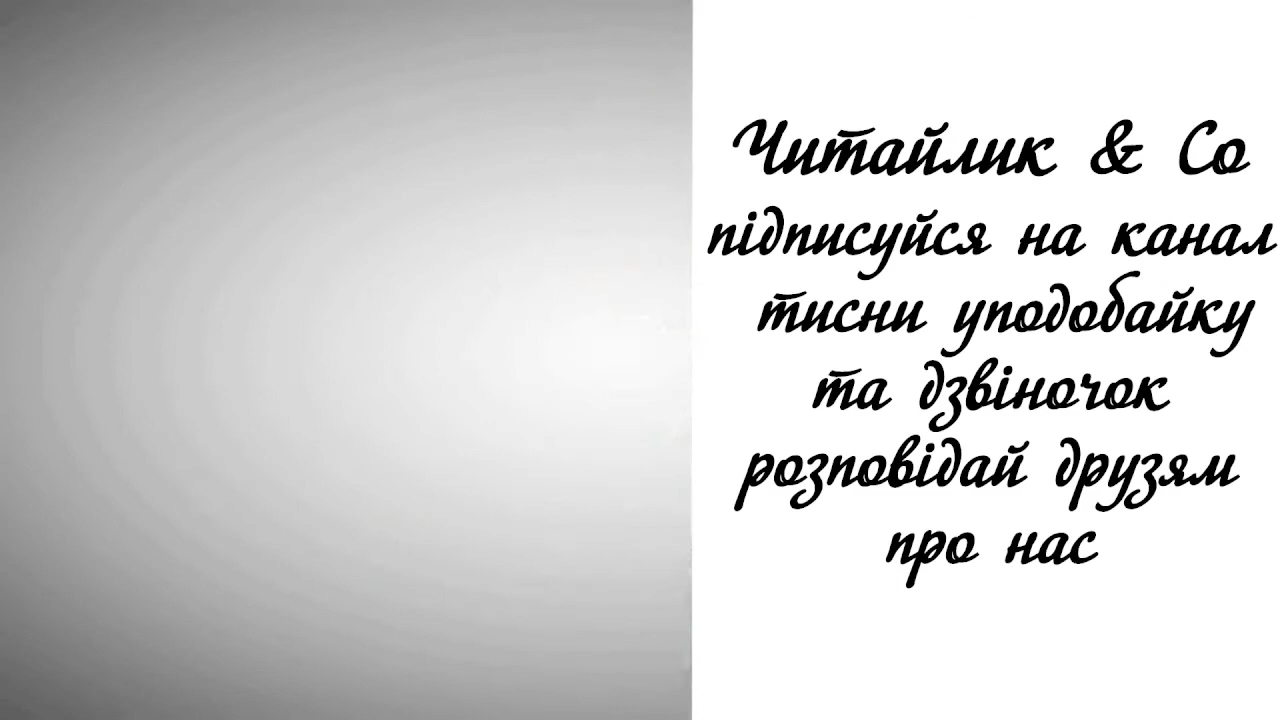 Читайлик & Co
підписуйся на канал
тисни уподобайку
та дзвіночок
розповідай друзям
про нас